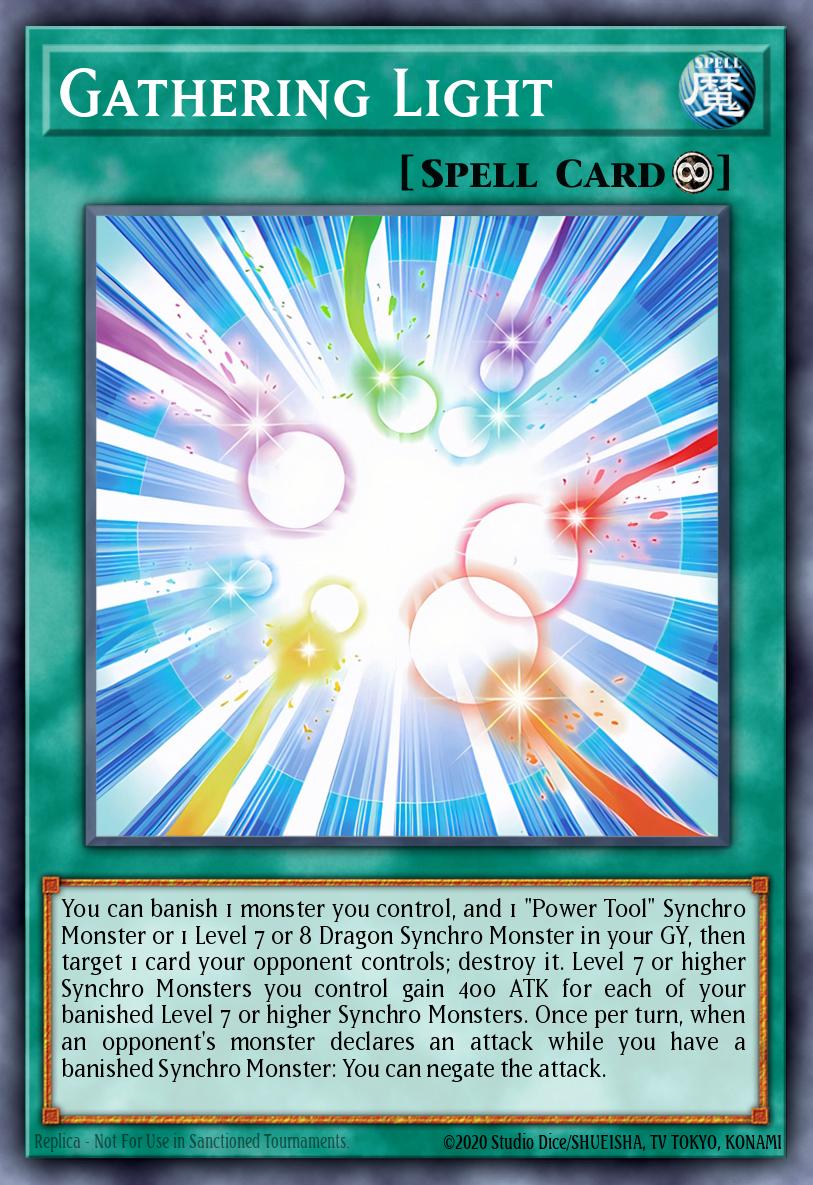 GATHERING LIGHT
SPELL
魔
[SPELL CARD∞]
You can banish 1 monster you control, and 1 "Power Tool" Synchro
Monster or 1 Level 7 or 8 Dragon Synchro Monster in your GY, then
target 1 card your opponent controls; destroy it. Level 7 or higher
Synchro Monsters you control gain 400 ATK for each of your
banished Level 7 or higher Synchro Monsters. Once per turn, when
an opponent's monster declares an attack while you have a
banished Synchro Monster: You can negate the attack.
Replica - Not For Use in Sanctioned Tournaments.
©2020 Studio Dice/SHUEISHA, TV TOKYO, KONAMI